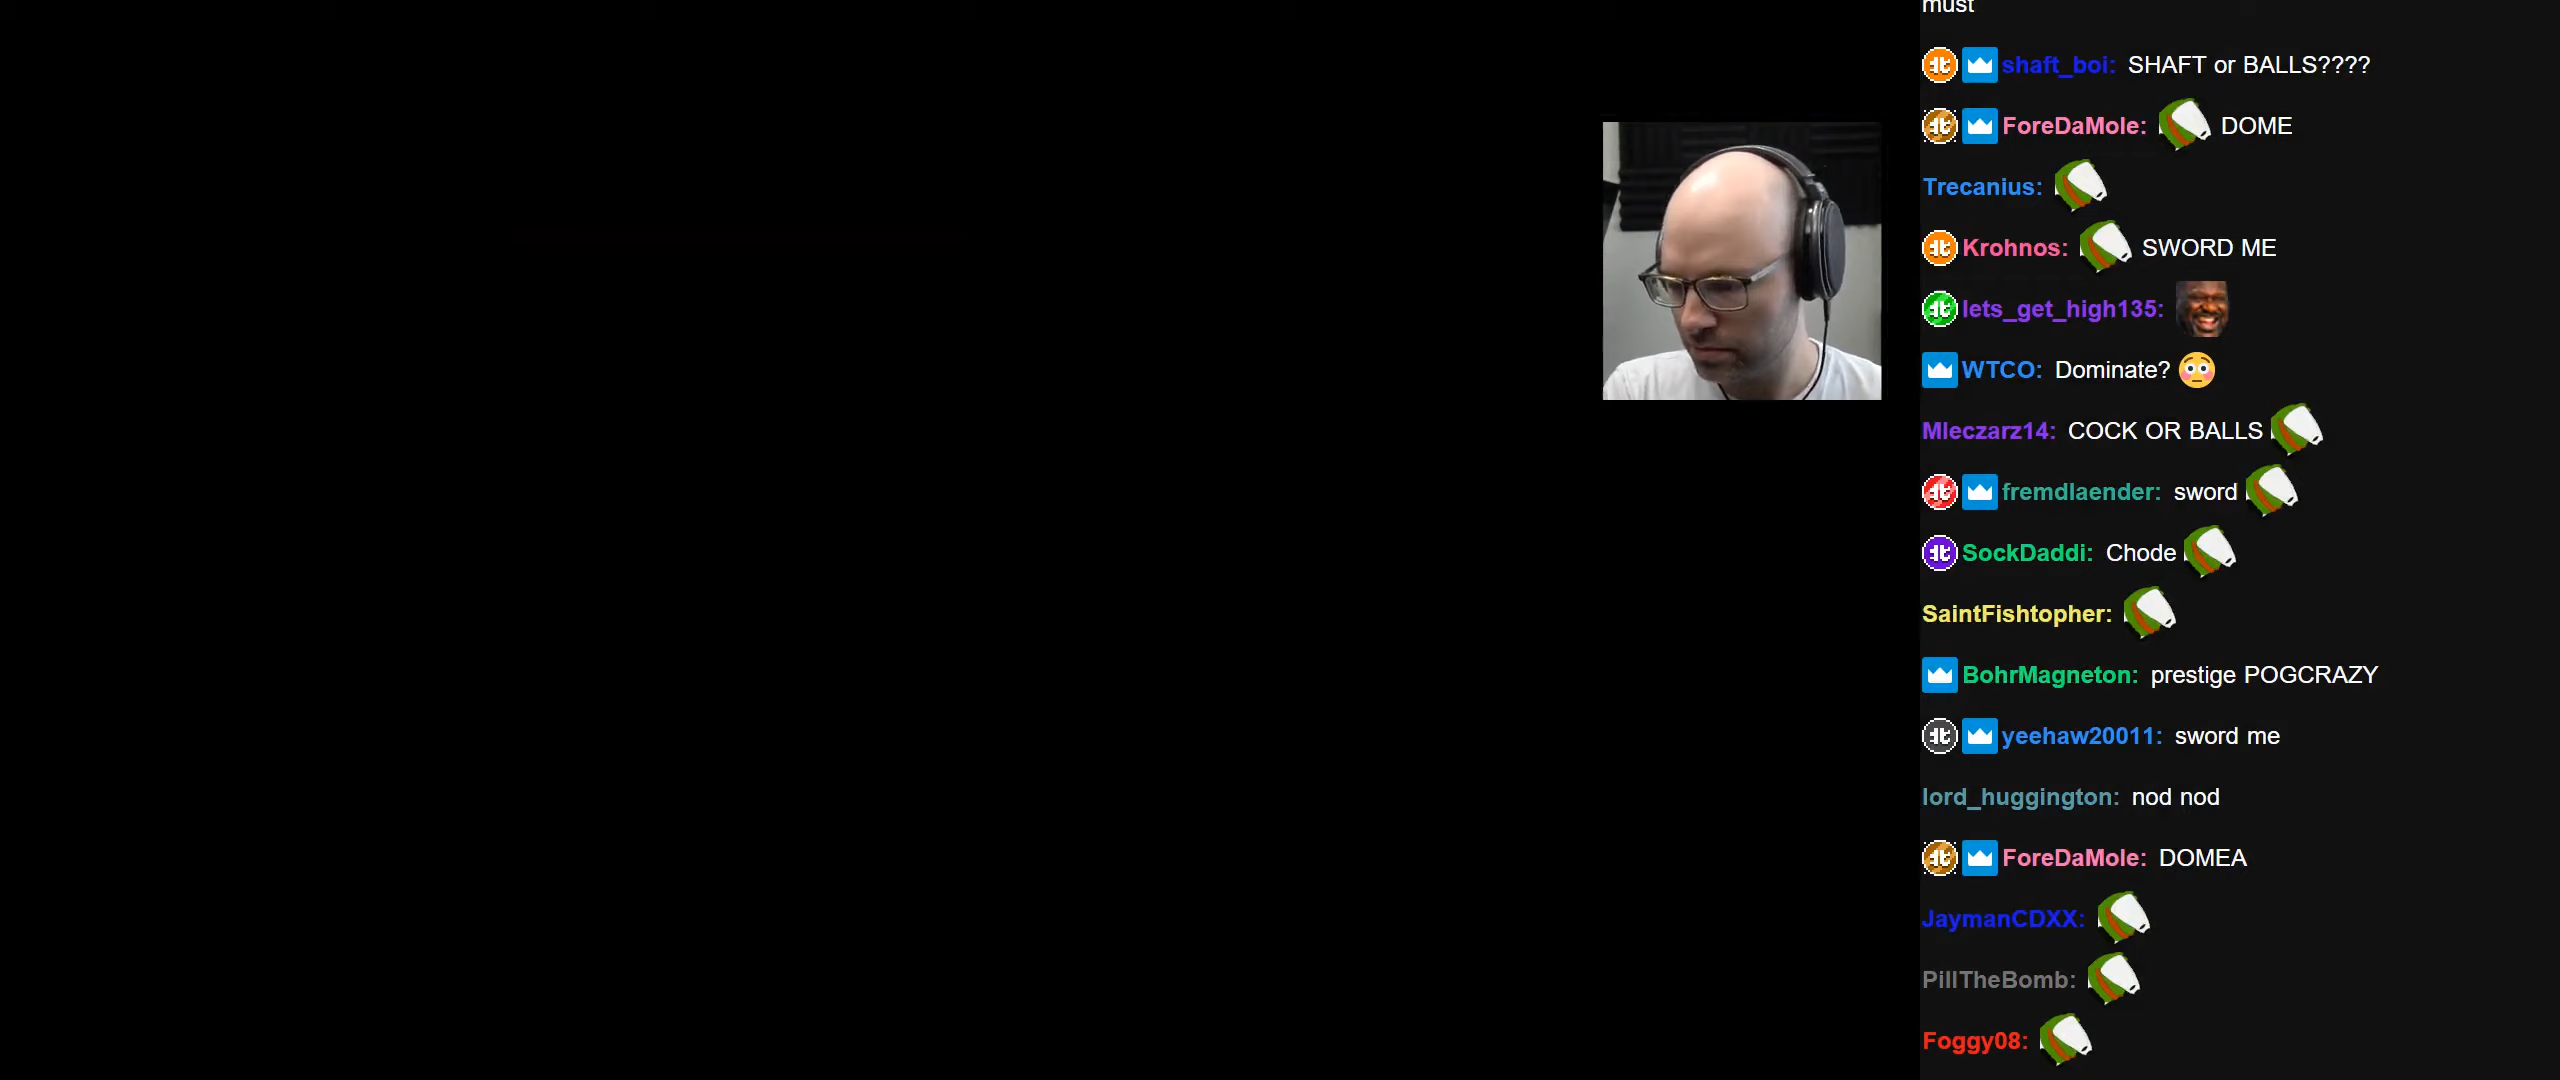 must
shaft_boi: SHAFT or BALLS????
ForeDaMole: DOME
Trecanius:
Krohnos: SWORD ME
lets_get_high135:
WTCO: Dominate?
Mleczarz14: COCK OR BALLS
fremdlaender: sword
SockDaddi: Chode
SaintFishtopher:
BohrMagneton: prestige POGCRAZY
yeehaw20011: sword me
lord_huggington: nod nod
ForeDaMole: DOMEA
JaymanCDXX:
PillTheBomb:
Foggy08: